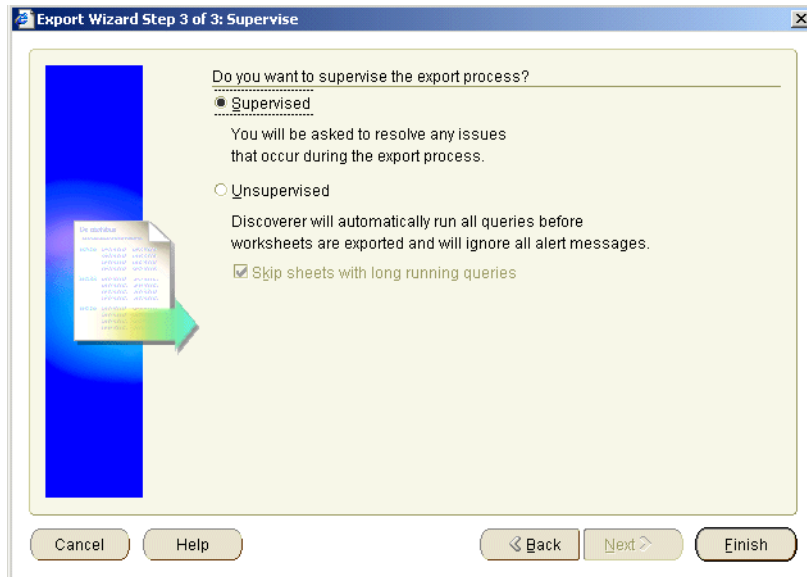 Export Wizard Step 3 of 3: Supervise
Do you want to supervise the export process?
Supervised
You will be asked to resolve any issues
that occur during the export process.
Unsupervised
Discoverer will automatically run all queries before
worksheets are exported and will ignore all alert messages.
Skip sheets with long running queries
Cancel
Help
Back
Next
Finish